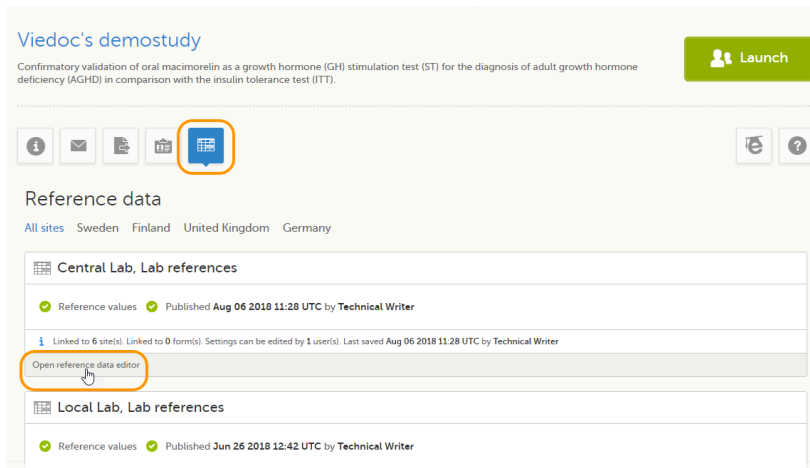 Viedoc's demostudy
Confirmatory validation of oral macimorelin as a growth hormone (GH) stimulation test (ST) for the diagnosis of adult growth hormone
deficiency (AGHD) in comparison with the insulin tolerance test (ITT).
Launch
Reference data
All sites Sweden Finland United Kingdom Germany
Central Lab, Lab references
Reference values Published Aug 06 2018 11:28 UTC by Technical Writer
Linked to 6 site(s). Linked to 0 form(s). Settings can be edited by 1 user(s). Last saved Aug 06 2018 11:28 UTC by Technical Writer
Open reference data editor
Local Lab, Lab references
Reference values Published Jun 26 2018 12:42 UTC by Technical Writer